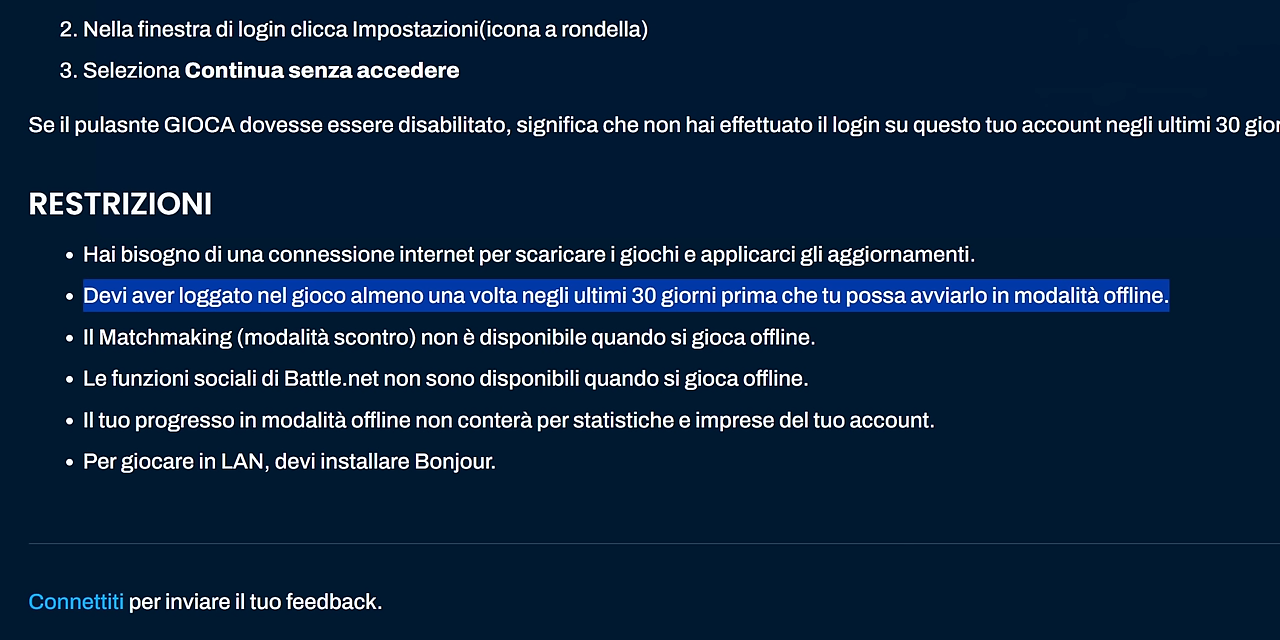 2. Nella finestra di login clicca Impostazioni(icona a rondella)
3. Seleziona Continua senza accedere
Se il pulasnte GIOCA dovesse essere disabilitato, significa che non hai effettuato il login su questo tuo account negli ultimi 30
RESTRIZIONI
• Hai bisogno di una connessione internet per scaricare i giochi e applicarci gli aggiornamenti.
• Devi aver loggato nel gioco almeno una volta negli ultimi 30 giorni prima che tu possa avviarlo in modalità offline.
• Il Matchmaking (modalità scontro) non è disponibile quando si gioca offline.
• Le funzioni sociali di Battle.net non sono disponibili quando si gioca offline.
• Il tuo progresso in modalità offline non conterà per statistiche e imprese del tuo account.
• Per giocare in LAN, devi installare Bonjour.
Connettiti per inviare il tuo feedback.